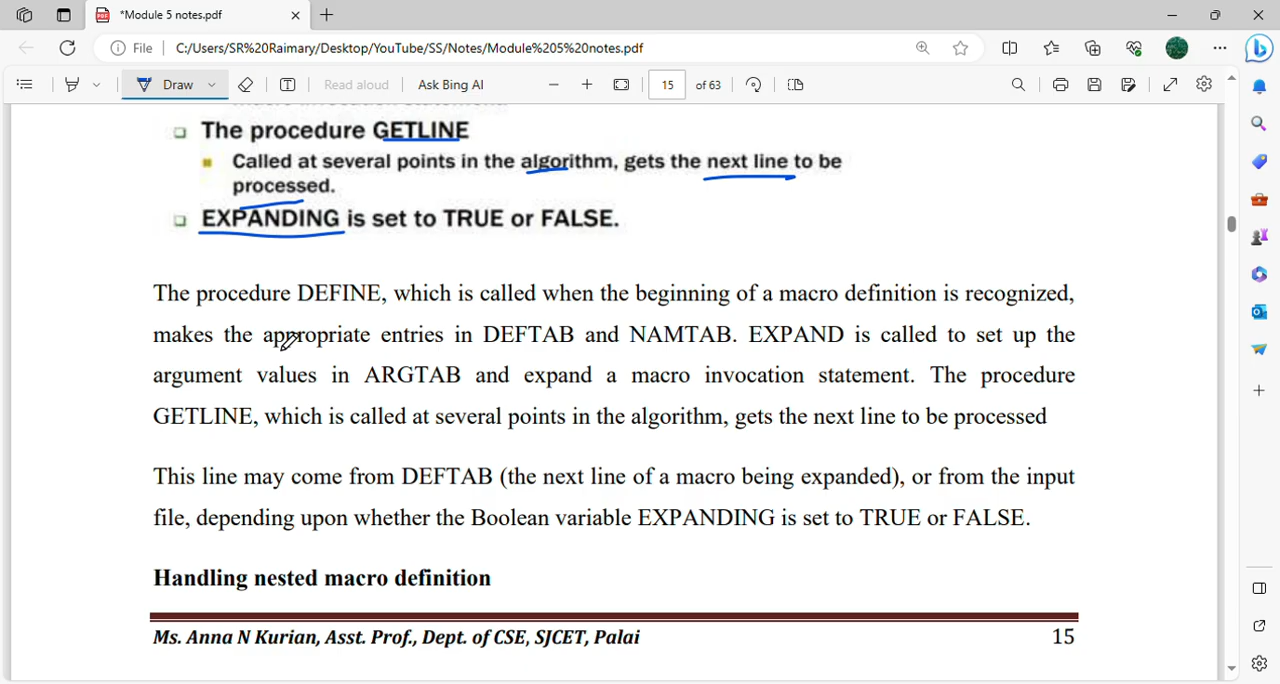 *Module 5 notes.pdf
File
C:/Users/SR%20Raimary/Desktop/YouTube/SS/Notes/Module%205%20notes.pdf
Draw
Read aloud
Ask Bing AI
15
of 63
The procedure GETLINE
Called at several points in the algorithm, gets the next line to be
processed.
EXPANDING is set to TRUE or FALSE.
The procedure DEFINE, which is called when the beginning of a macro definition is recognized,
makes the appropriate entries in DEFTAB and NAMTAB. EXPAND is called to set up the
argument values in ARGTAB and expand a macro invocation statement. The procedure
GETLINE, which is called at several points in the algorithm, gets the next line to be processed
This line may come from DEFTAB (the next line of a macro being expanded), or from the input
file, depending upon whether the Boolean variable EXPANDING is set to TRUE or FALSE.
Handling nested macro definition
Ms. Anna N Kurian, Asst. Prof., Dept. of CSE, SJCET, Palai
15